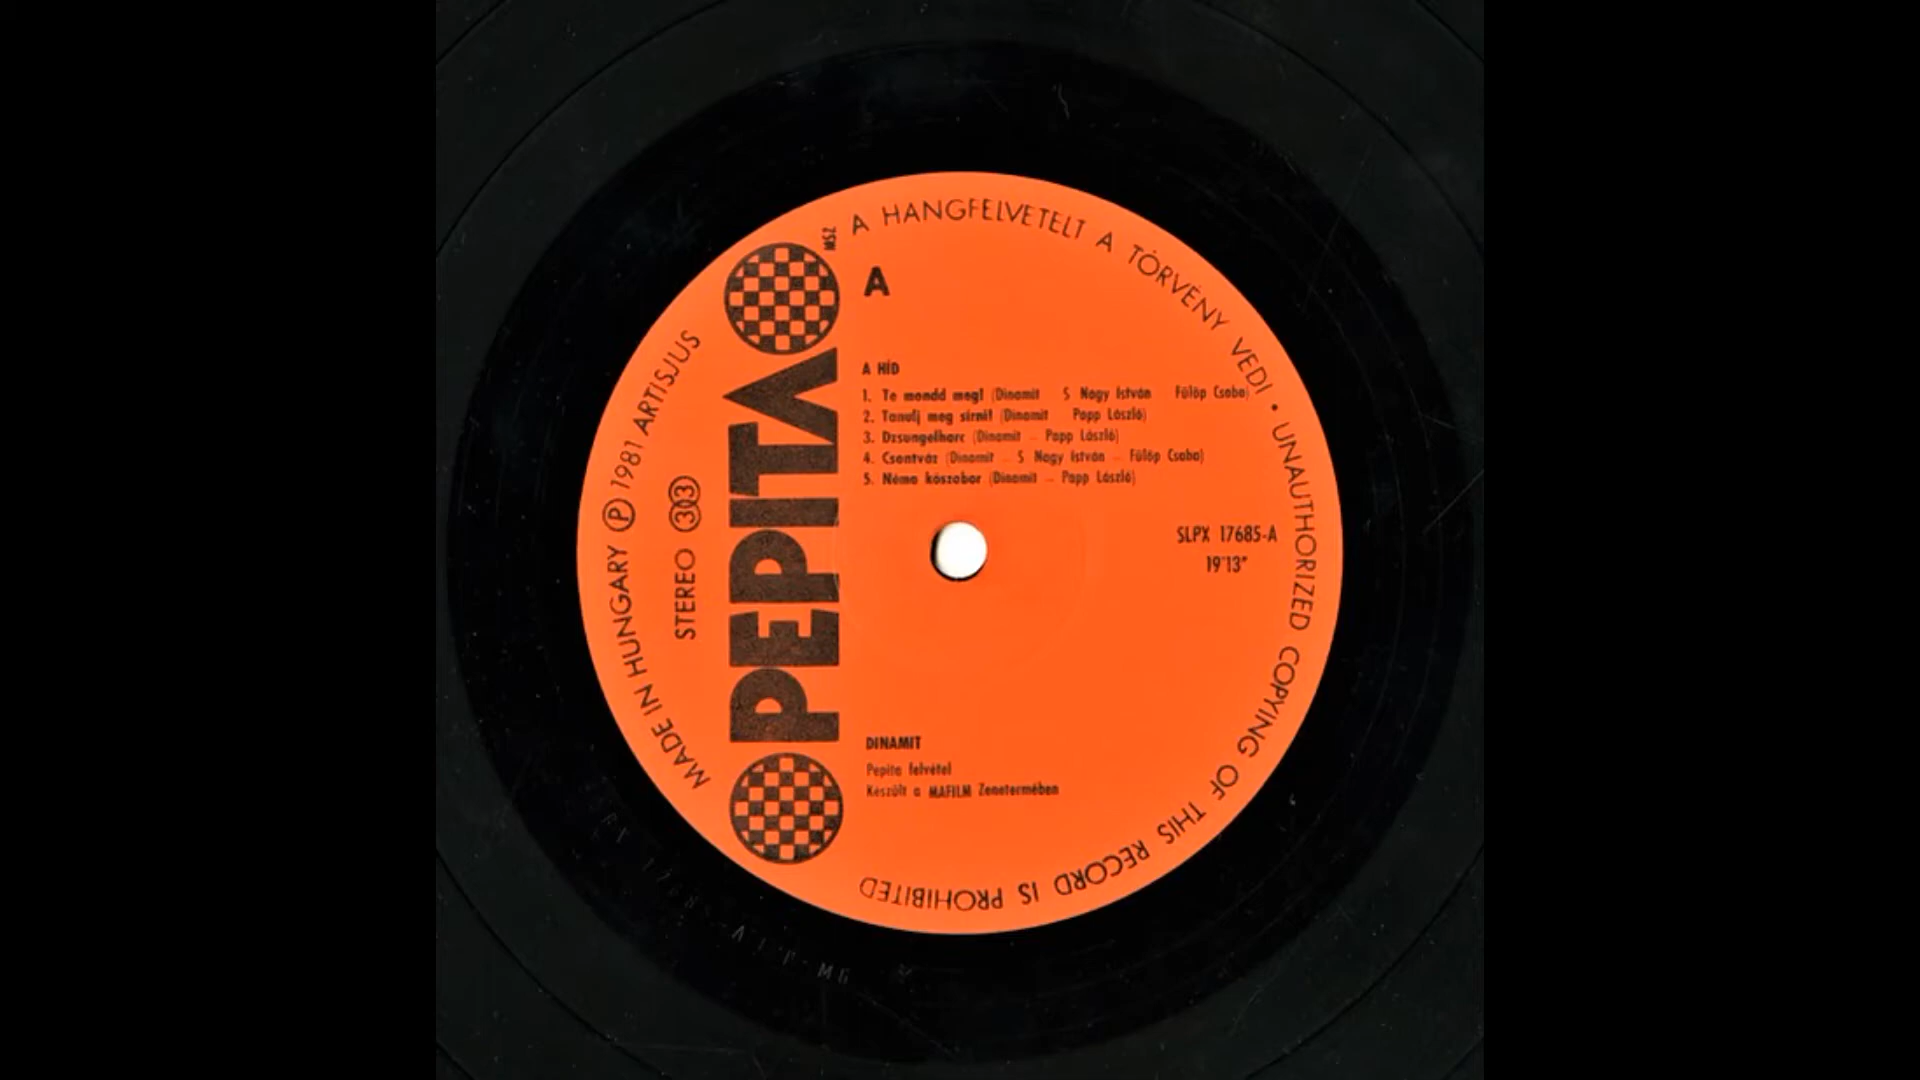 A HANGFELVETELT A TÖRVÉNY VEDI • UNAUTHORIZED COPYING OF THIS RECORD IS PROHIBITED
MADE IN HUNGARY Ⓟ 1981 ARTISJUS
STEREO 33
PEPITA
MSZ
A
A HÍD
1. Te mondd meg! (Dinamit S Nagy István Fülöp Csaba)
2. Tanulj meg sírni! (Dinamit Papp László)
3. Dzsungelharc (Dinamit – Papp László)
4. Csontváz (Dinamit – S Nagy István – Fülöp Csaba)
5. Néma kószobor (Dinamit – Papp László)
SLPX 17685-A
19'13"
DINAMIT
Pepita felvétel
Készült a MAFILM Zenetermében